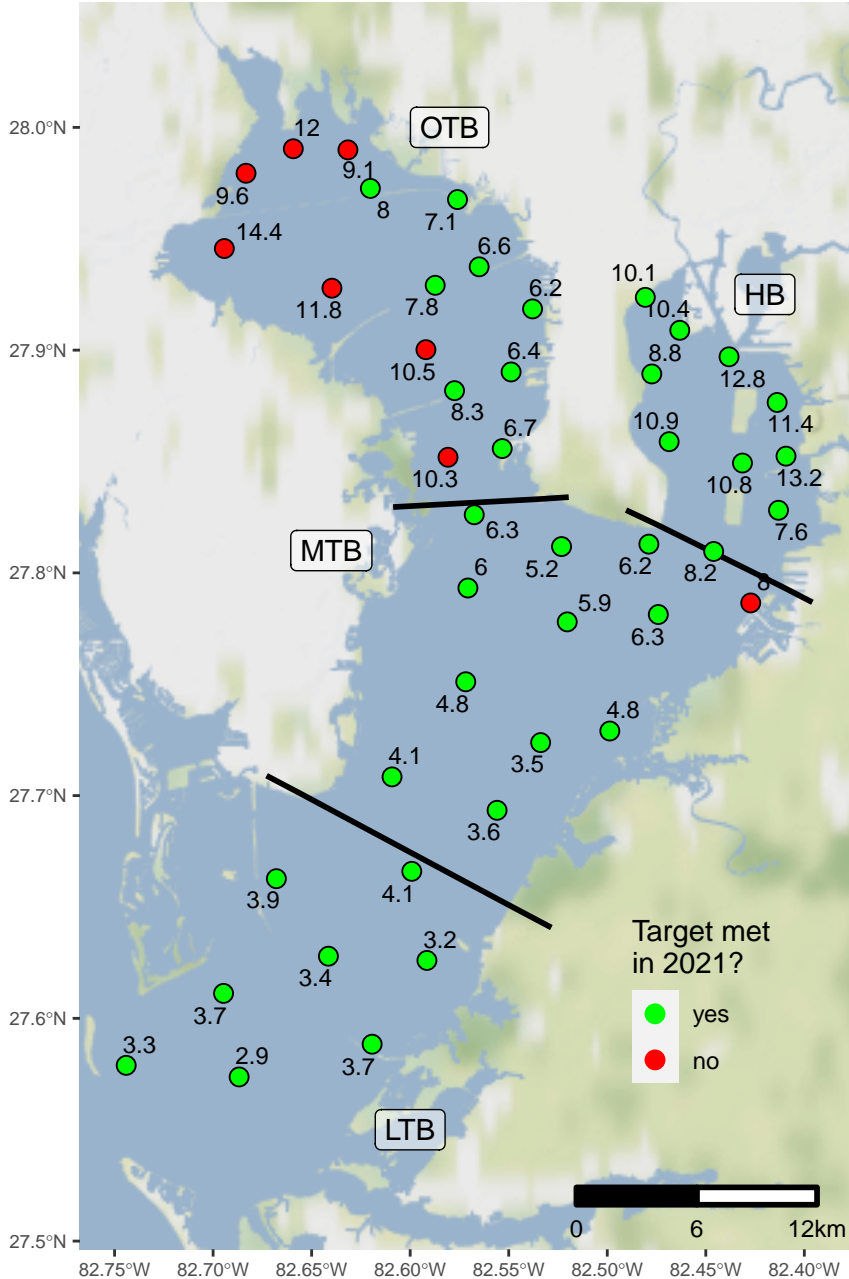 28.0°N
12
OTB
9.1
9.6
8
7.1
14.4
6.6
10.1
HB
11.8
7.8
6.2
10.4
27.9°N
10.5
6.4
8.8
12.8
8.3
11.4
10.9
6.7
10.3
10.8
13.2
6.3
7.6
MTB
5.2
6.2
8.2
27.8°N
6
8
5.9
6.3
4.8
4.8
4.1
3.5
27.7°N
3.6
3.9
4.1
3.2
Target met
in 2021?
3.4
3.7
yes
27.6°N
3.3
2.9
3.7
no
LTB
0 6 12km
27.5°N
82.75°W 82.70°W 82.65°W 82.60°W 82.55°W 82.50°W 82.45°W 82.40°W